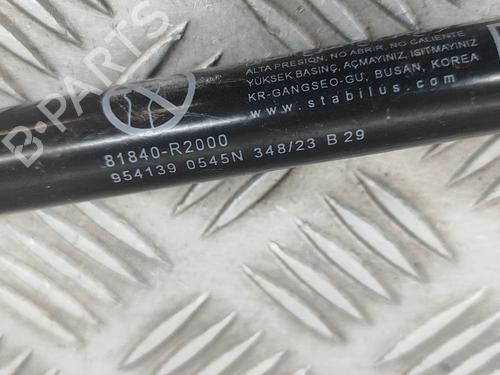 ALTA PRESION, NO ABRIR, NO CALIENTE
YÜKSEK BASINÇ, AÇMAYINIZ, ISITMAYINIZ
KR-GANGSEO-GU, BUSAN, KOREA
www.stabilus.com
81840-R2000
954139 0545N 348/23 B 29
B-PARTS